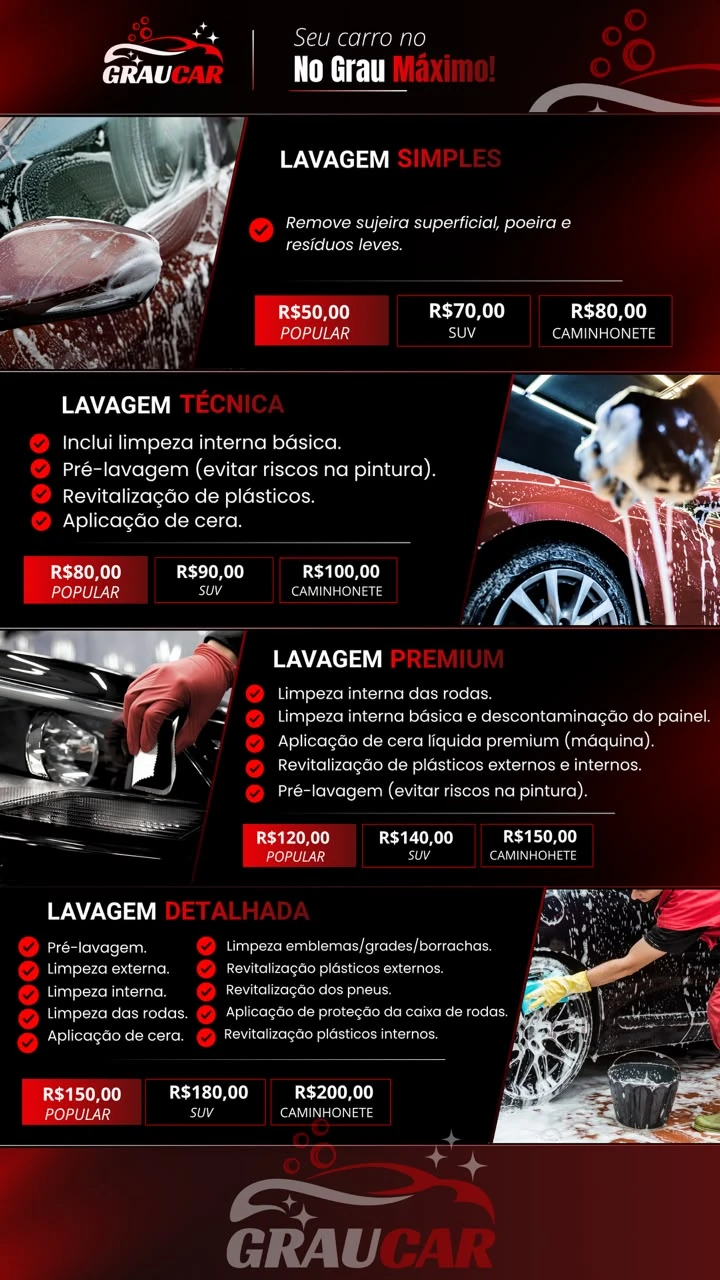 GRAUCAR
Seu carro no
No Grau Máximo!
LAVAGEM SIMPLES
Remove sujeira superficial, poeira e
resíduos leves.
R$50,00
POPULAR
R$70,00
SUV
R$80,00
CAMINHONETE
LAVAGEM TÉCNICA
Inclui limpeza interna básica.
Pré-lavagem (evitar riscos na pintura).
Revitalização de plásticos.
Aplicação de cera.
R$80,00
POPULAR
R$90,00
SUV
R$100,00
CAMINHONETE
LAVAGEM PREMIUM
Limpeza interna das rodas.
Limpeza interna básica e descontaminação do painel.
Aplicação de cera líquida premium (máquina).
Revitalização de plásticos externos e internos.
Pré-lavagem (evitar riscos na pintura).
R$120,00
POPULAR
R$140,00
SUV
R$150,00
CAMINHOHETE
LAVAGEM DETALHADA
Pré-lavagem.
Limpeza externa.
Limpeza interna.
Limpeza das rodas.
Aplicação de cera.
Limpeza emblemas/grades/borrachas.
Revitalização plásticos externos.
Revitalização dos pneus.
Aplicação de proteção da caixa de rodas.
Revitalização plásticos internos.
R$150,00
POPULAR
R$180,00
SUV
R$200,00
CAMINHONETE
GRAUCAR